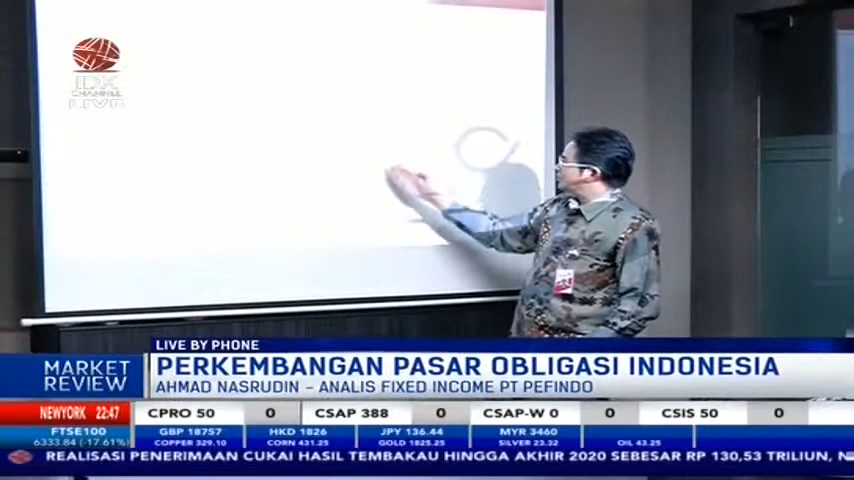 IDX
CHANNEL
LIVE
LIVE BY PHONE
MARKET
REVIEW
PERKEMBANGAN PASAR OBLIGASI INDONESIA
AHMAD NASRUDIN – ANALIS FIXED INCOME PT PEFINDO
NEWYORK 22:47
CPRO 50 0 CSAP 388 0 CSAP-W 0 0 CSIS 50 0
FTSE100
6333.84 (-17.61%)
GBP 18757 HKD 1826 JPY 136.44 MYR 3460
COPPER 329.10 CORN 431.25 GOLD 1825.25 SILVER 23.32 OIL 43.25
REALISASI PENERIMAAN CUKAI HASIL TEMBAKAU HINGGA AKHIR 2020 SEBESAR RP 130,53 TRILIUN,